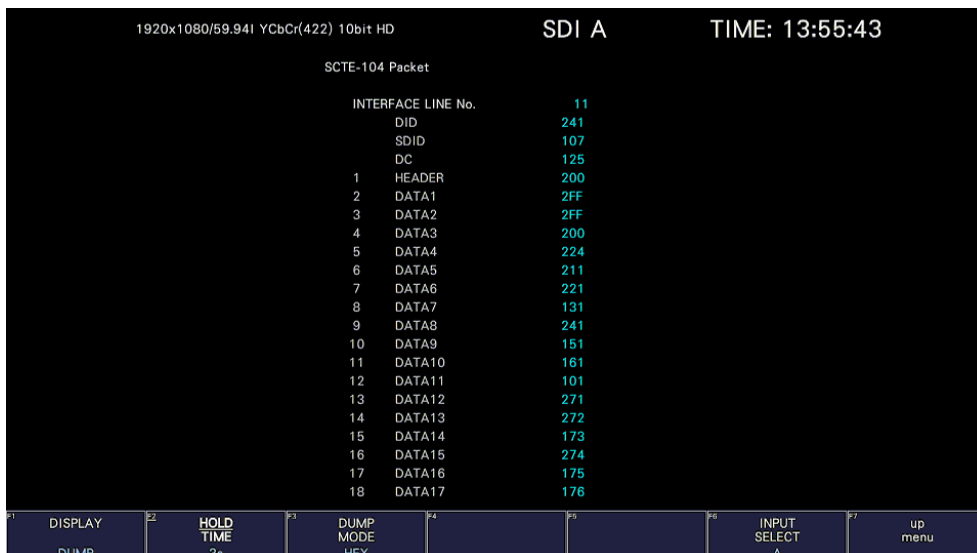 1920x1080/59.94I YCbCr(422) 10bit HD SDI A TIME: 13:55:43
SCTE-104 Packet
INTERFACE LINE No. 11
DID 241
SDID 107
DC 125
1 HEADER 200
2 DATA1 2FF
3 DATA2 2FF
4 DATA3 200
5 DATA4 224
6 DATA5 211
7 DATA6 221
8 DATA7 131
9 DATA8 241
10 DATA9 151
11 DATA10 161
12 DATA11 101
13 DATA12 271
14 DATA13 272
15 DATA14 173
16 DATA15 274
17 DATA16 175
18 DATA17 176
F1 DISPLAY F2 HOLD F3 DUMP F4 F5 F6 INPUT F7 up
TIME MODE SELECT menu
DUMP HEX A